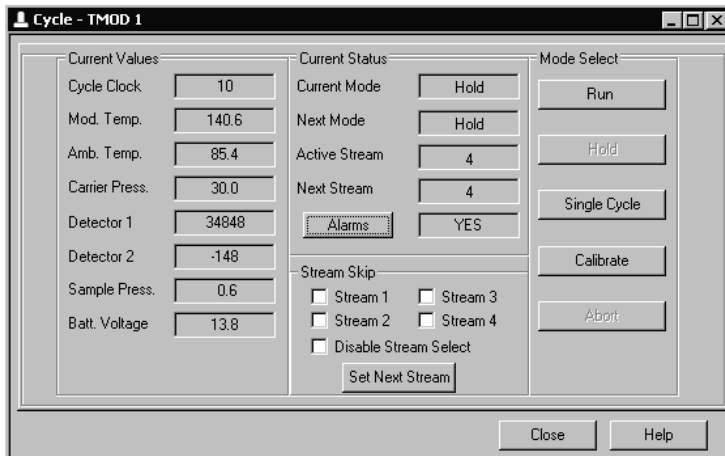 Cycle - TMOD 1
Current Values
Cycle Clock 10
Mod. Temp. 140.6
Amb. Temp. 85.4
Carrier Press. 30.0
Detector 1 34848
Detector 2 -148
Sample Press. 0.6
Batt. Voltage 13.8
Current Status
Current Mode Hold
Next Mode Hold
Active Stream 4
Next Stream 4
Alarms YES
Stream Skip
Stream 1 Stream 3
Stream 2 Stream 4
Disable Stream Select
Set Next Stream
Mode Select
Run
Hold
Single Cycle
Calibrate
Abort
Close Help